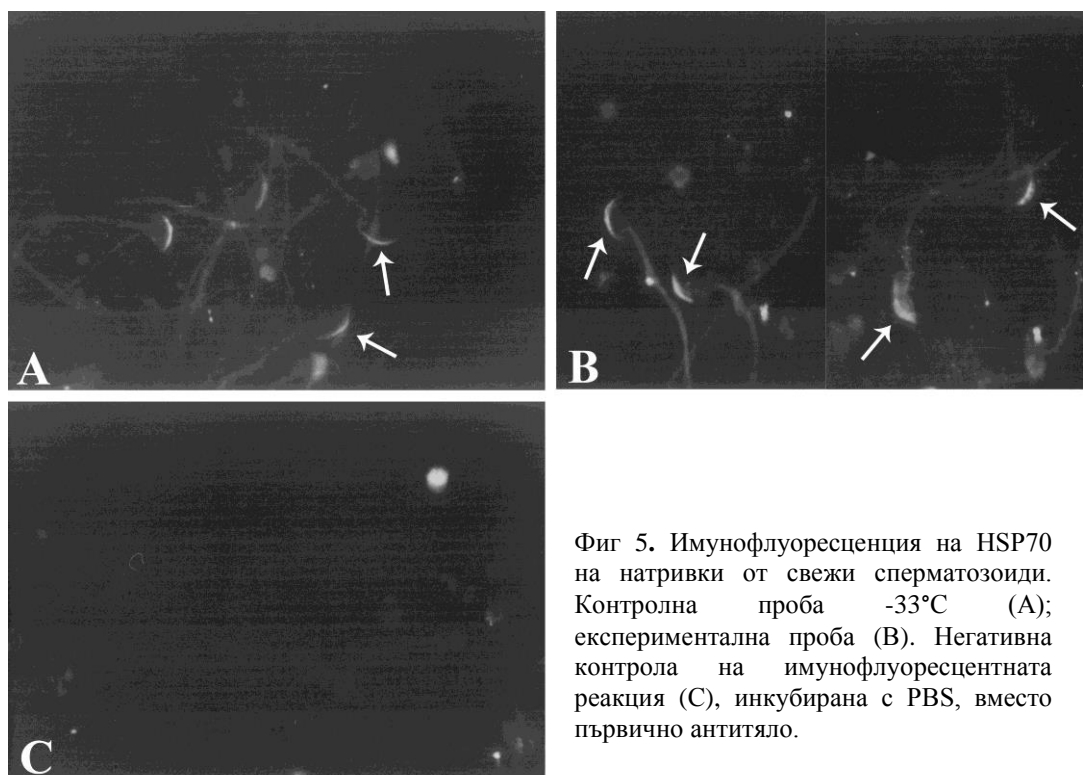 A
B
C
Фиг 5. Имунофлуоресценция на HSP70
на натривки от свежи сперматозоиди.
Контролна проба -33°C (A);
експериментална проба (B). Негативна
контрола на имунофлуоресцентната
реакция (C), инкубирана с PBS, вместо
първично антитяло.